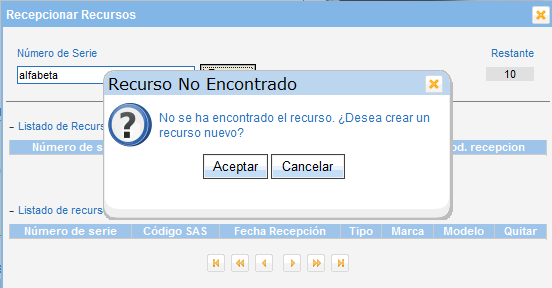 Recepcionar Recursos
Número de Serie
Restante
alfabeta
10
Recurso No Encontrado
No se ha encontrado el recurso. ¿Desea crear un
recurso nuevo?
Aceptar Cancelar
Listado de Recur
Número de se
od. recepcion
Listado de recurs
Número de serie Código SAS Fecha Recepción Tipo Marca Modelo Quitar